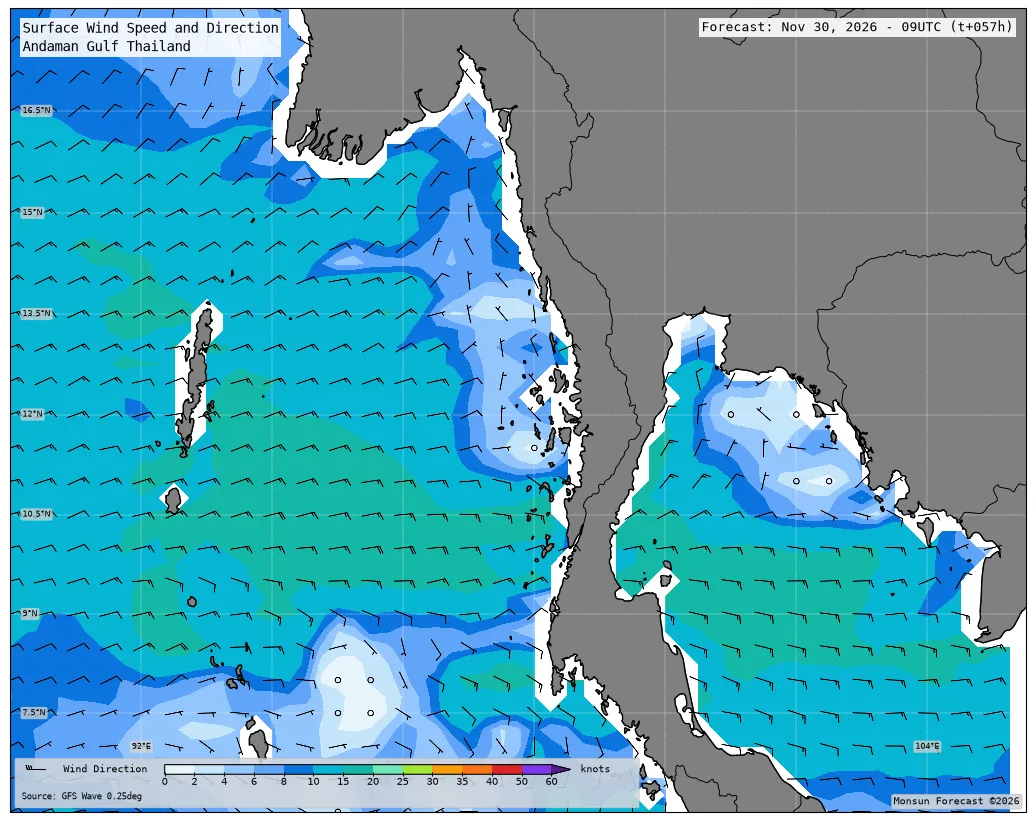 Surface Wind Speed and Direction
Andaman Gulf Thailand
Forecast: Nov 30, 2026 - 09UTC (t+057h)
16.5°N
15°N
13.5°N
12°N
10.5°N
9°N
7.5°N
92°E
104°E
Wind Direction
0 2 4 6 8 10 15 20 25 30 35 40 50 60
knots
Source: GFS Wave 0.25deg
Monsun Forecast ©2026